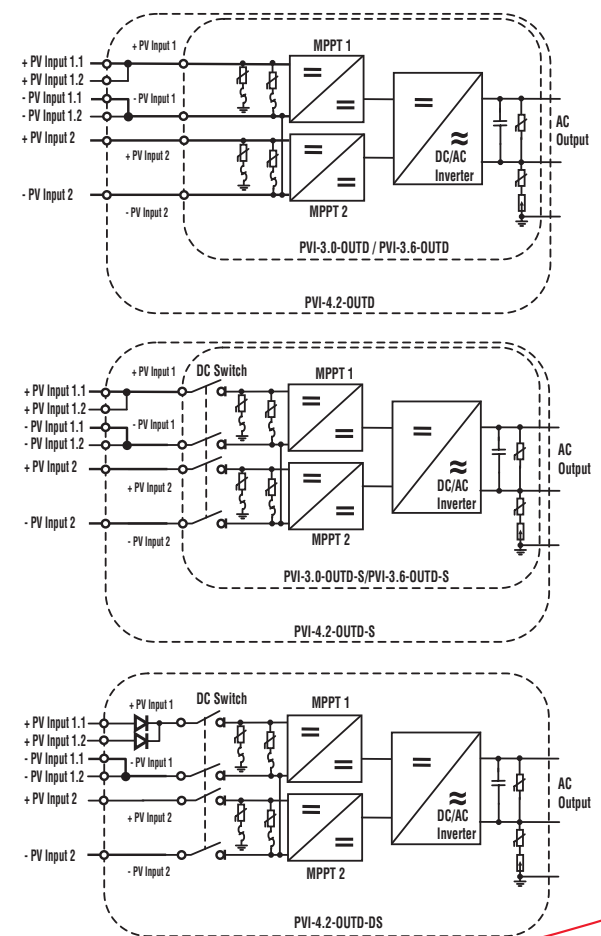 + PV Input 1
MPPT 1
+ PV Input 1.1
+ PV Input 1.2
- PV Input 1.1
- PV Input 1
- PV Input 1.2
AC
Output
+ PV Input 2
+ PV Input 2
DC/AC
Inverter
- PV Input 2
- PV Input 2
MPPT 2
PVI-3.0-OUTD / PVI-3.6-OUTD
PVI-4.2-OUTD
+ PV Input 1
DC Switch
MPPT 1
+ PV Input 1.1
+ PV Input 1.2
- PV Input 1.1
- PV Input 1
- PV Input 1.2
AC
Output
+ PV Input 2
+ PV Input 2
DC/AC
Inverter
- PV Input 2
- PV Input 2
MPPT 2
PVI-3.0-OUTD-S/PVI-3.6-OUTD-S
PVI-4.2-OUTD-S
+ PV Input 1
DC Switch
MPPT 1
+ PV Input 1.1
+ PV Input 1.2
- PV Input 1.1
- PV Input 1
- PV Input 1.2
AC
Output
+ PV Input 2
+ PV Input 2
DC/AC
Inverter
- PV Input 2
- PV Input 2
MPPT 2
PVI-4.2-OUTD-DS